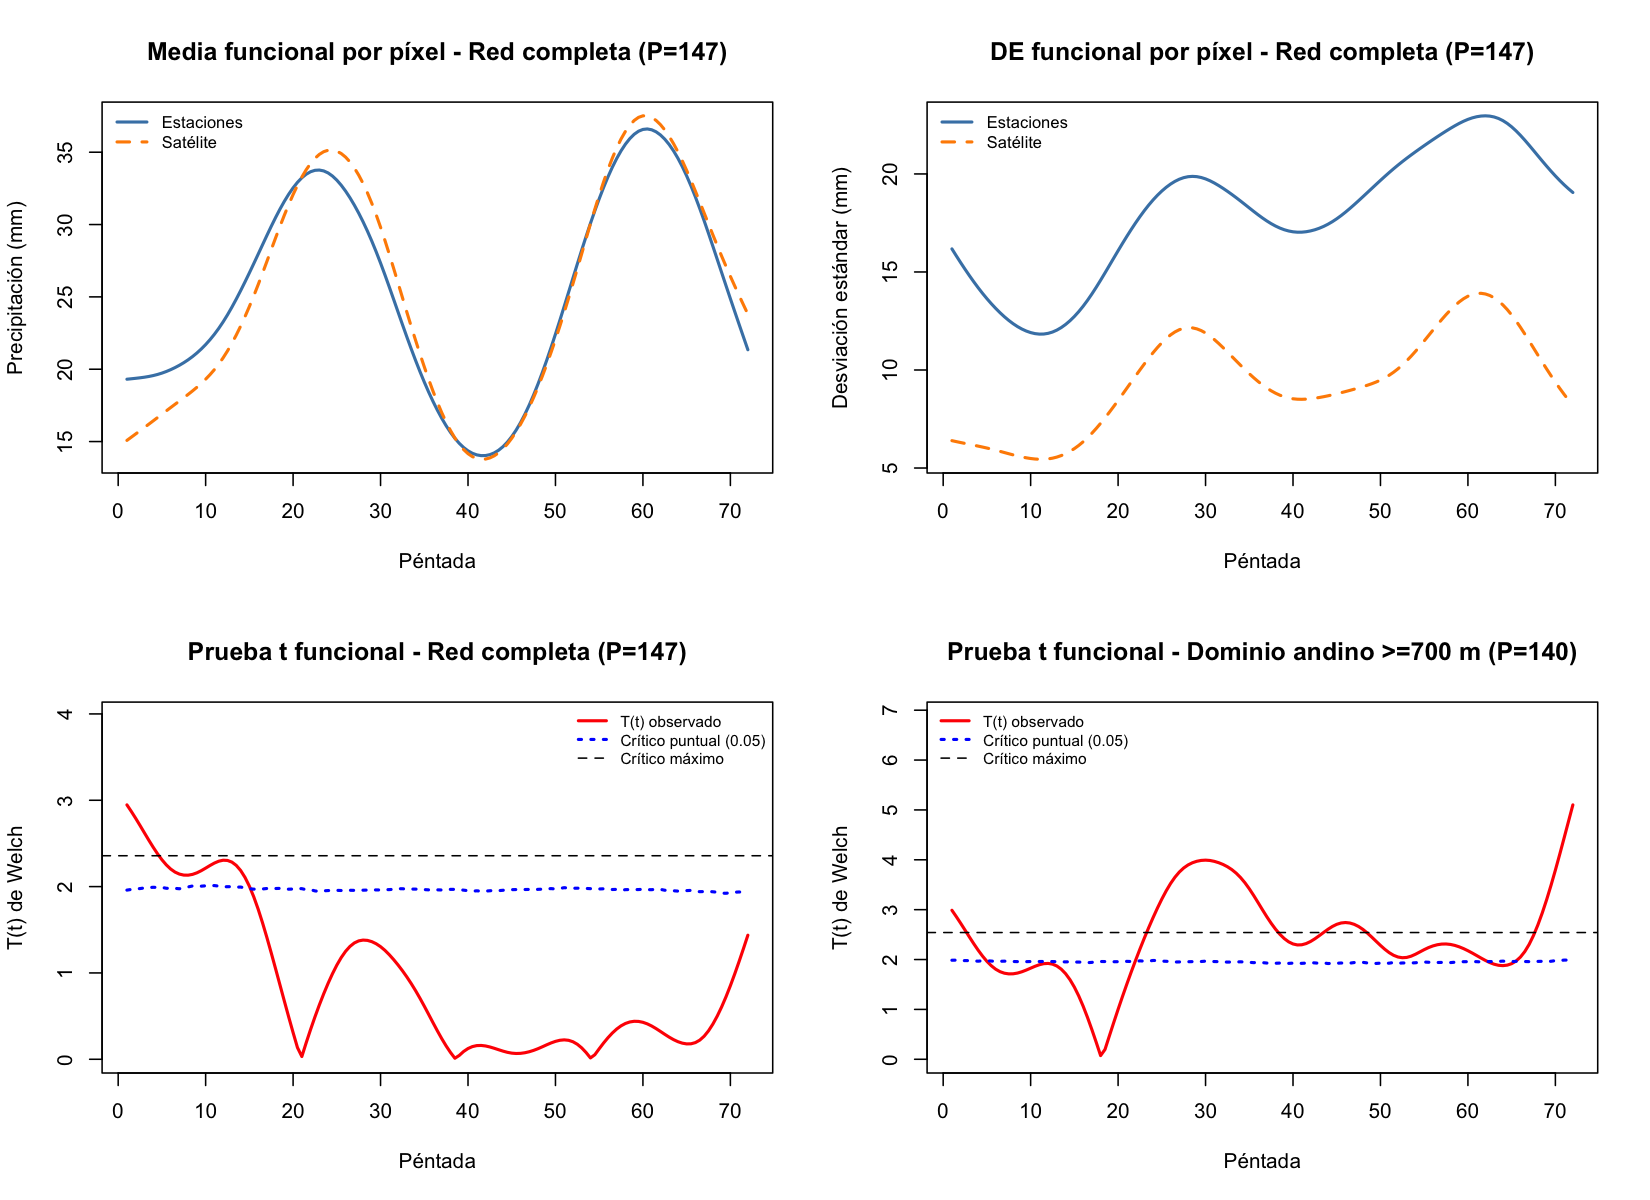 Media funcional por píxel - Red completa (P=147)
Estaciones
Satélite
Precipitación (mm)
35
30
25
20
15
0 10 20 30 40 50 60 70
Péntada
DE funcional por píxel - Red completa (P=147)
Estaciones
Satélite
Desviación estándar (mm)
20
15
10
5
0 10 20 30 40 50 60 70
Péntada
Prueba t funcional - Red completa (P=147)
T(t) observado
Crítico puntual (0.05)
Crítico máximo
T(t) de Welch
4
3
2
1
0
0 10 20 30 40 50 60 70
Péntada
Prueba t funcional - Dominio andino >=700 m (P=140)
T(t) observado
Crítico puntual (0.05)
Crítico máximo
T(t) de Welch
7
6
5
4
3
2
1
0
0 10 20 30 40 50 60 70
Péntada